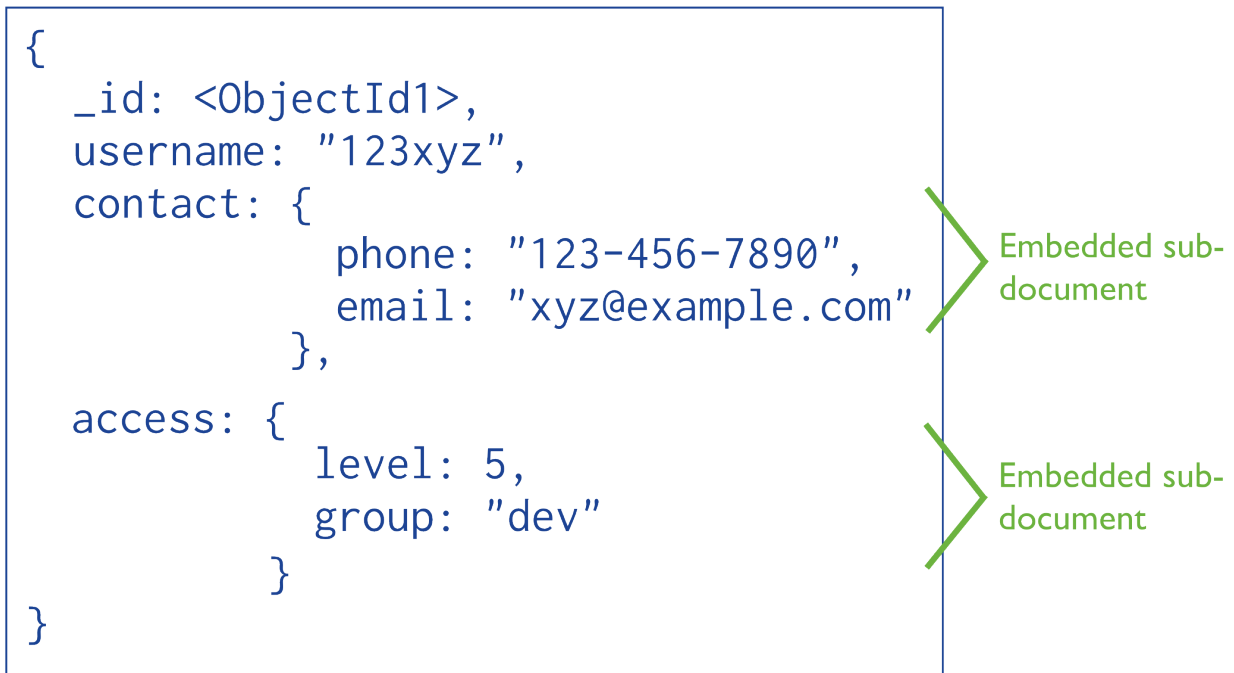 {
_id: <ObjectId1>,
username: "123xyz",
contact: {
phone: "123-456-7890",
email: "xyz@example.com"
},
access: {
level: 5,
group: "dev"
}
}
Embedded sub-
document
Embedded sub-
document